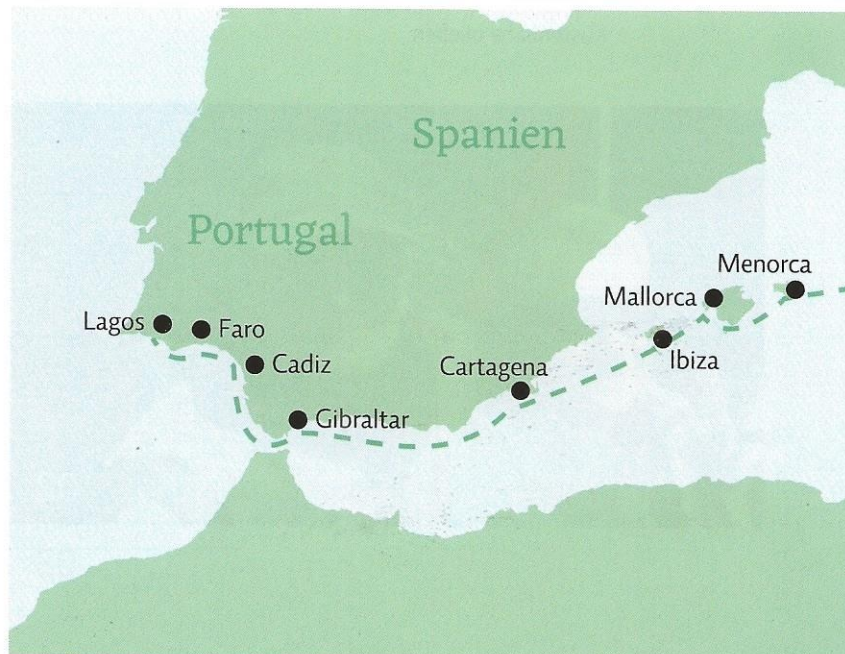 Spanien
Portugal
Menorca
Mallorca
Lagos
Faro
Ibiza
Cadiz
Cartagena
Gibraltar